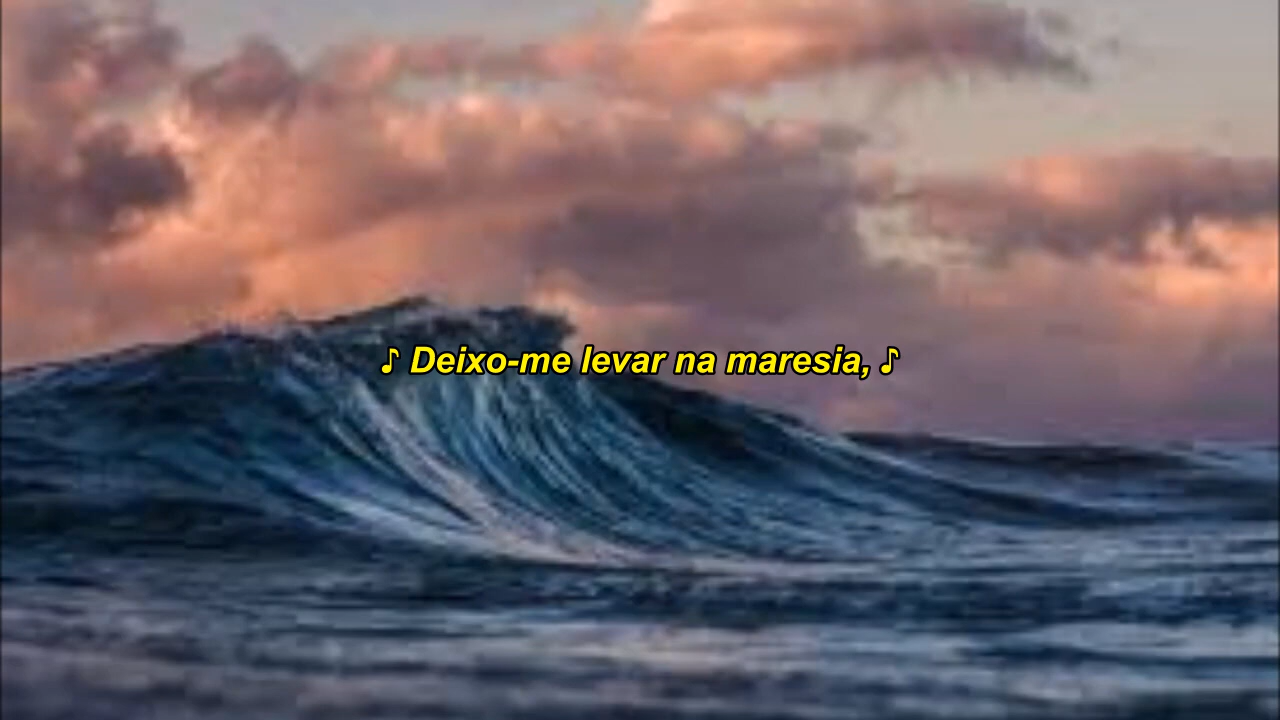 ♪ Deixo-me levar na maresia, ♪